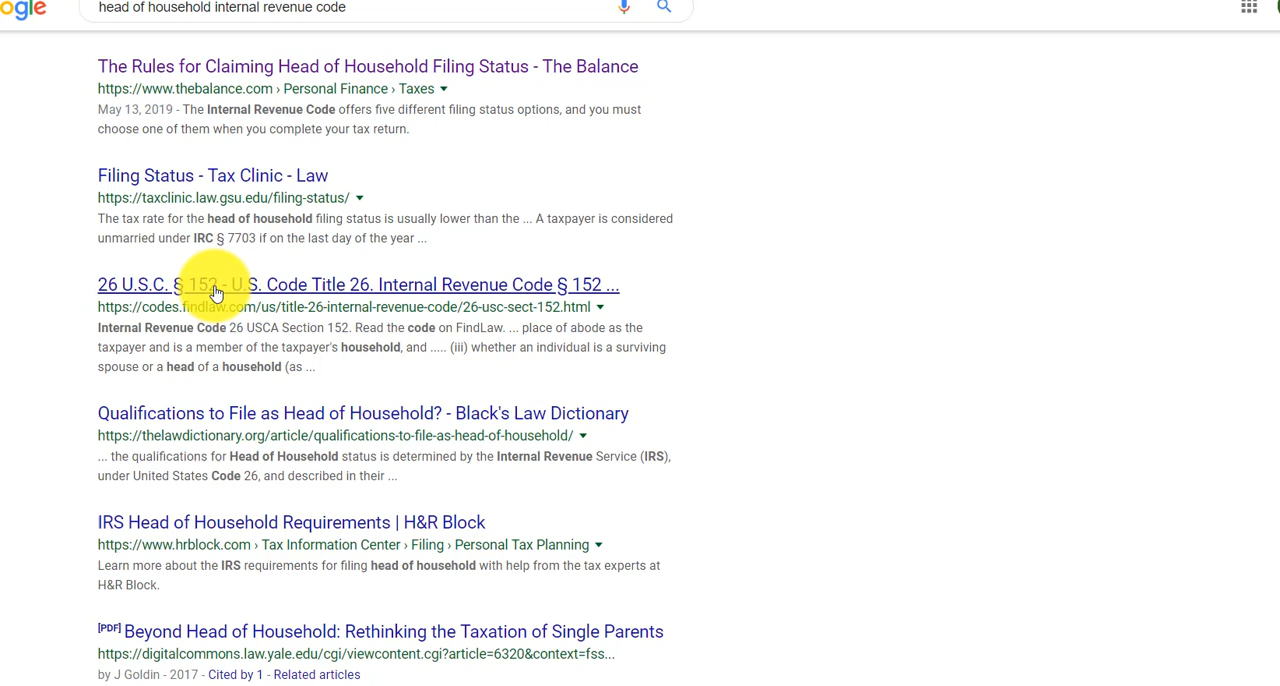 ogle
head of household internal revenue code
The Rules for Claiming Head of Household Filing Status - The Balance
https://www.thebalance.com › Personal Finance › Taxes
May 13, 2019 - The Internal Revenue Code offers five different filing status options, and you must
choose one of them when you complete your tax return.
Filing Status - Tax Clinic - Law
https://taxclinic.law.gsu.edu/filing-status/
The tax rate for the head of household filing status is usually lower than the ... A taxpayer is considered
unmarried under IRC § 7703 if on the last day of the year ...
26 U.S.C. § 152 - U.S. Code Title 26. Internal Revenue Code § 152 ...
https://codes.findlaw.com/us/title-26-internal-revenue-code/26-usc-sect-152.html
Internal Revenue Code 26 USCA Section 152. Read the code on FindLaw. ... place of abode as the
taxpayer and is a member of the taxpayer's household, and ..... (iii) whether an individual is a surviving
spouse or a head of a household (as ...
Qualifications to File as Head of Household? - Black's Law Dictionary
https://thelawdictionary.org/article/qualifications-to-file-as-head-of-household/
... the qualifications for Head of Household status is determined by the Internal Revenue Service (IRS),
under United States Code 26, and described in their ...
IRS Head of Household Requirements | H&R Block
https://www.hrblock.com › Tax Information Center › Filing › Personal Tax Planning
Learn more about the IRS requirements for filing head of household with help from the tax experts at
H&R Block.
[PDF] Beyond Head of Household: Rethinking the Taxation of Single Parents
https://digitalcommons.law.yale.edu/cgi/viewcontent.cgi?article=6320&context=fss...
by J Goldin - 2017 - Cited by 1 - Related articles